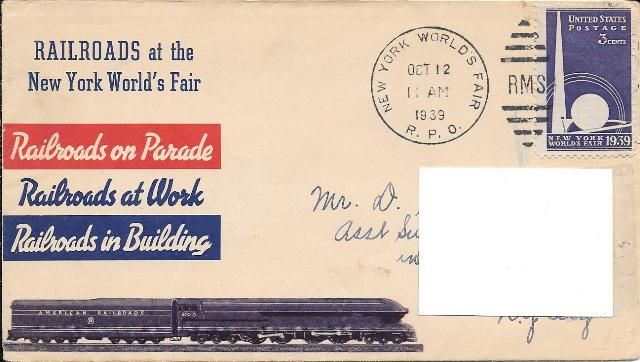 RAILROADS at the
New York World's Fair
Railroads on Parade
Railroads at Work
Railroads in Building
AMERICAN RAILROADS
6100
NEW YORK WORLD'S FAIR
OCT 12
11 AM
1939
R. P. O.
RMS
UNITED STATES
POSTAGE
3 CENTS
NEW YORK
WORLD'S FAIR 1939
Mr. D.
Asst